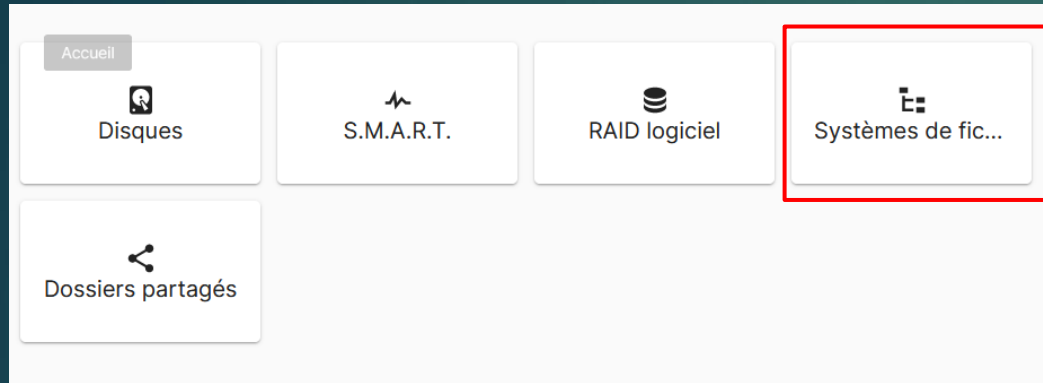 Accueil
Disques
S.M.A.R.T.
RAID logiciel
Systèmes de fic...
Dossiers partagés